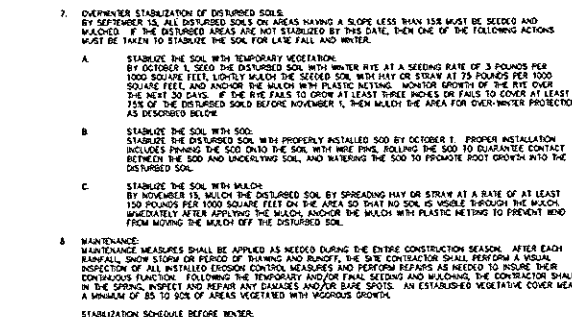 7. OVERWINTER STABILIZATION OF DISTURBED SOILS:
BY SEPTEMBER 15, ALL DISTURBED SOILS ON AREAS HAVING A SLOPE LESS THAN 15% MUST BE SEEDED AND
MULCHED. IF THE DISTURBED AREAS ARE NOT STABILIZED BY THIS DATE, THEN ONE OF THE FOLLOWING ACTIONS
MUST BE TAKEN TO STABILIZE THE SOIL FOR LATE FALL AND WINTER.
A. STABILIZE THE SOIL WITH TEMPORARY VEGETATION:
BY OCTOBER 1, SEED THE DISTURBED SOIL WITH WINTER RYE AT A SEEDING RATE OF 3 POUNDS PER
1000 SQUARE FEET, LIGHTLY MULCH THE SEEDED SOIL WITH HAY OR STRAW AT 75 POUNDS PER 1000
SQUARE FEET, AND ANCHOR THE MULCH WITH PLASTIC NETTING. MONITOR GROWTH OF THE RYE OVER
THE NEXT 30 DAYS. IF THE RYE FAILS TO GROW AT LEAST THREE INCHES OR FAILS TO COVER AT LEAST
75% OF THE DISTURBED SOILD BEFORE NOVEMBER 1, THEN MULCH THE AREA FOR OVER-WINTER PROTECTIO
AS DESCRIBED BELOW.
B. STABILIZE THE SOIL WITH SOD:
STABILIZE THE DISTURBED SOIL WITH PROPERLY INSTALLED SOD BY OCTOBER 1. PROPER INSTALLATION
INCLUDES PINNING THE SOD ONTO THE SOIL WITH WIRE PINS, ROLLING THE SOD TO GUARANTEE CONTACT
BETWEEN THE SOD AND UNDERLYING SOIL, AND WATERING THE SOD TO PROMOTE ROOT GROWTH INTO THE
DISTURBED SOIL.
C. STABILIZE THE SOIL WITH MULCH:
BY NOVEMBER 15, MULCH THE DISTURBED SOIL BY SPREADING HAY OR STRAW AT A RATE OF AT LEAST
150 POUNDS PER 1000 SQUARE FEET ON THE AREA SO THAT NO SOIL IS VISIBLE THROUGH THE MULCH.
IMMEDIATELY AFTER APPLYING THE MULCH, ANCHOR THE MULCH WITH PLASTIC NETTING TO PREVENT WIND
FROM MOVING THE MULCH OFF THE DISTURBED SOIL.
8 MAINTENANCE:
MAINTENANCE MEASURES SHALL BE APPLIED AS NEEDED DURING THE ENTIRE CONSTRUCTION SEASON. AFTER EACH
RAINFALL, SNOW STORM OR PERIOD OF THAWING AND RUNOFF, THE SITE CONTRACTOR SHALL PERFORM A VISUAL
INSPECTION OF ALL INSTALLED EROSION CONTROL MEASURES AND PERFORM REPAIRS AS NEEDED TO INSURE THEIR
CONTINUOUS FUNCTION. FOLLOWING THE TEMPORARY AND/OR FINAL SEEDING AND MULCHING, THE CONTRACTOR SHAL
IN THE SPRING, INSPECT AND REPAIR ANY DAMAGES AND/OR BARE SPOTS. AN ESTABLISHED VEGETATIVE COVER MEA
A MINIMUM OF 85 TO 90% OF AREAS VEGETATED WITH VIGOROUS GROWTH.
STABILIZATION SCHEDULE BEFORE WINTER: